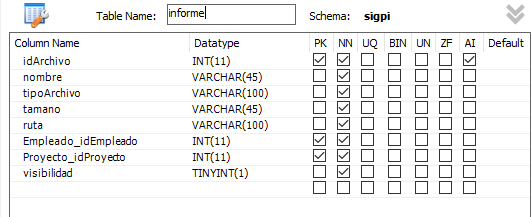 Table Name: informe Schema: sigpi
Column Name Datatype PK NN UQ BIN UN ZF AI Default
idArchivo INT(11)
nombre VARCHAR(45)
tipoArchivo VARCHAR(100)
tamano VARCHAR(45)
ruta VARCHAR(100)
Empleado_idEmpleado INT(11)
Proyecto_idProyecto INT(11)
visibilidad TINYINT(1)